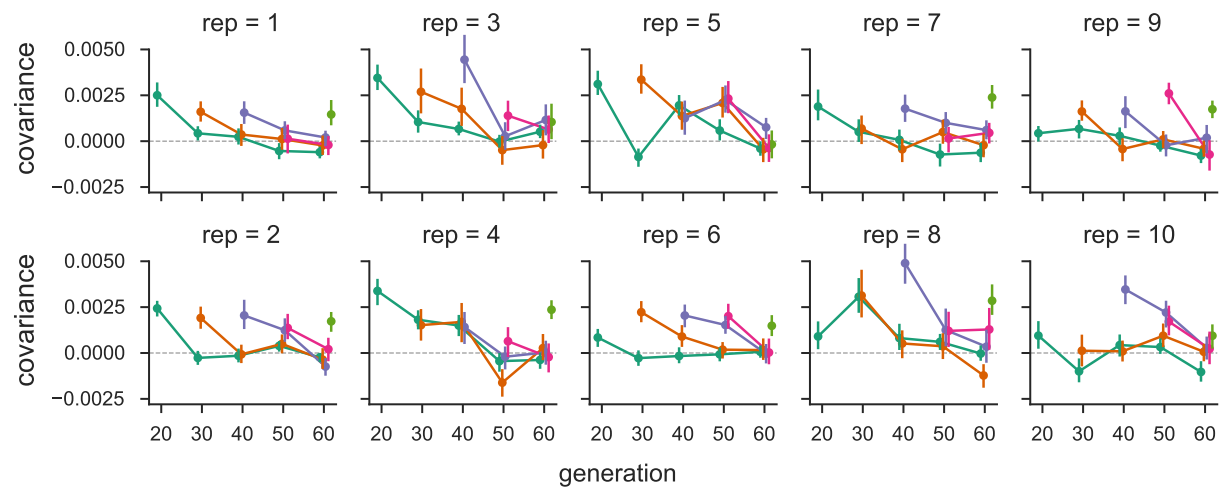 rep = 1 rep = 3 rep = 5 rep = 7 rep = 9
covariance
0.0050
0.0025
0.0000
−0.0025
rep = 2 rep = 4 rep = 6 rep = 8 rep = 10
covariance
0.0050
0.0025
0.0000
−0.0025
20 30 40 50 60 20 30 40 50 60 20 30 40 50 60 20 30 40 50 60 20 30 40 50 60
generation